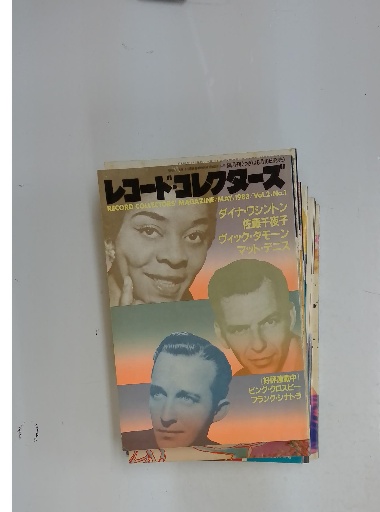 レコード・コレクターズ
RECORD COLLECTORS' MAGAZINE/MAY, 1983/Vol.2, No.3
ダイナ・ワシントン
佐藤千夜子
ヴィック・ダモーン
マット・デニス
(好評連載中)
ビング・クロスビー
フランク・シナトラ